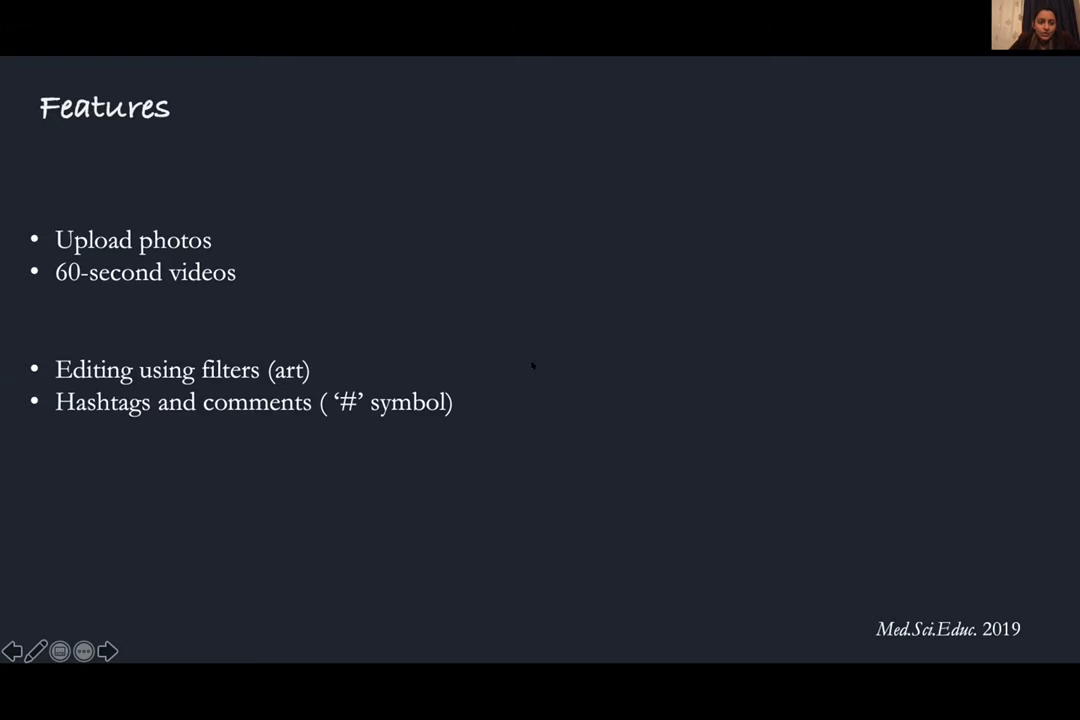 Features
• Upload photos
• 60-second videos
• Editing using filters (art)
• Hashtags and comments ( ‘#’ symbol)
Med.Sci.Educ. 2019